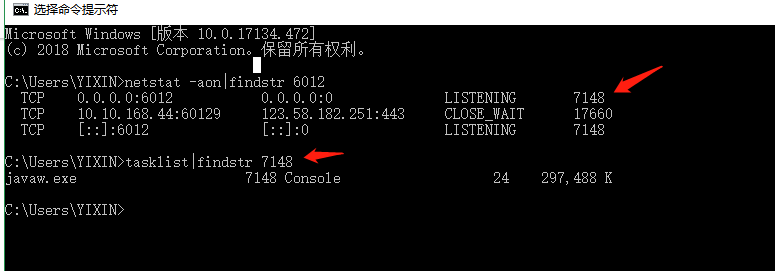 选择命令提示符
Microsoft Windows [版本 10.0.17134.472]
(c) 2018 Microsoft Corporation。保留所有权利。
C:\Users\YIXIN>netstat -aon|findstr 6012
TCP 0.0.0.0:6012 0.0.0.0:0 LISTENING 7148
TCP 10.10.168.44:60129 123.58.182.251:443 CLOSE_WAIT 17660
TCP [::]:6012 [::]:0 LISTENING 7148
C:\Users\YIXIN>tasklist|findstr 7148
javaw.exe 7148 Console 24 297,488 K
C:\Users\YIXIN>